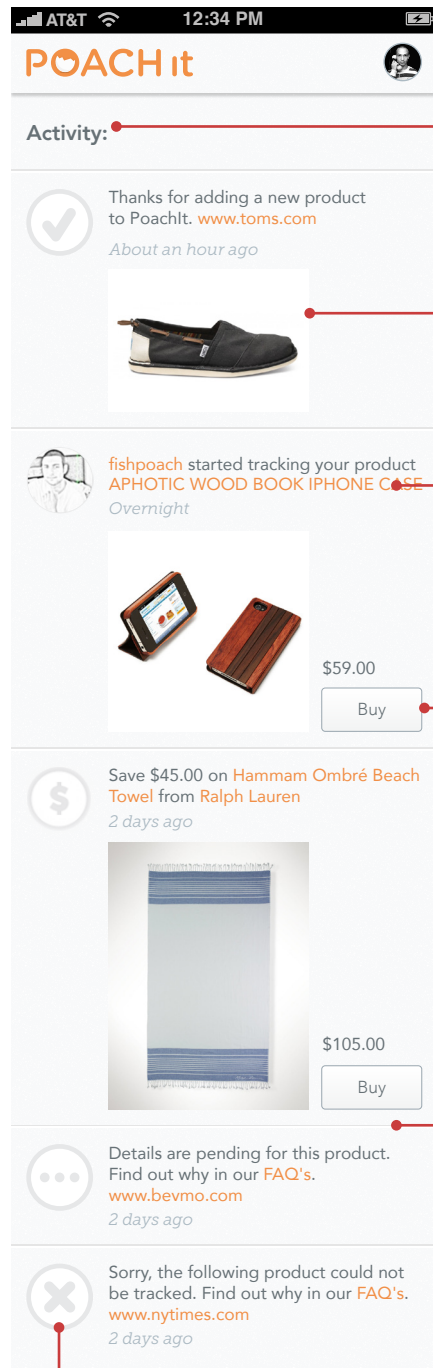 AT&T 12:34 PM
POACH it
Activity:
Thanks for adding a new product
to PoachIt. www.toms.com
About an hour ago
fishpoach started tracking your product
APHOTIC WOOD BOOK IPHONE CASE
Overnight
$59.00
Buy
Save $45.00 on Hammam Ombré Beach
Towel from Ralph Lauren
2 days ago
$105.00
Buy
Details are pending for this product.
Find out why in our FAQ's.
www.bevmo.com
2 days ago
Sorry, the following product could not
be tracked. Find out why in our FAQ's.
www.nytimes.com
2 days ago